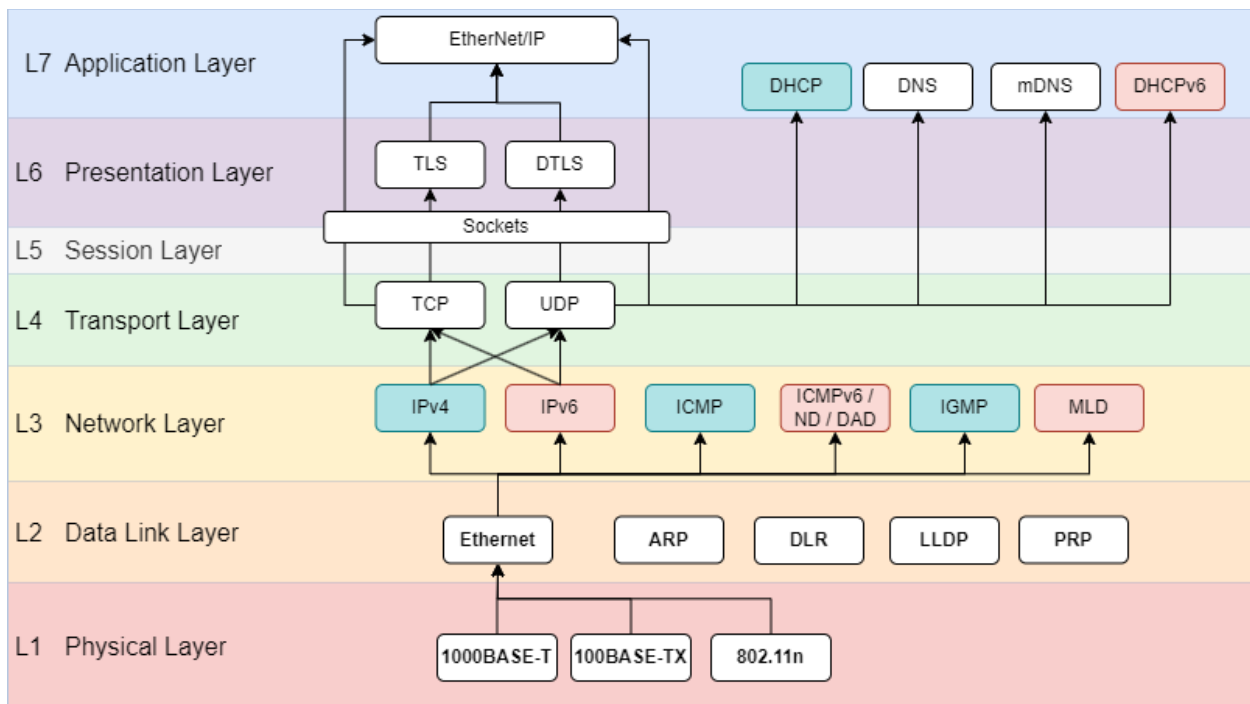 EtherNet/IP
L7 Application Layer
DHCP
DNS
mDNS
DHCPv6
TLS
DTLS
L6 Presentation Layer
Sockets
L5 Session Layer
TCP
UDP
L4 Transport Layer
IPv4
IPv6
ICMP
ICMPv6 /
ND / DAD
IGMP
MLD
L3 Network Layer
L2 Data Link Layer
Ethernet
ARP
DLR
LLDP
PRP
L1 Physical Layer
1000BASE-T
100BASE-TX
802.11n